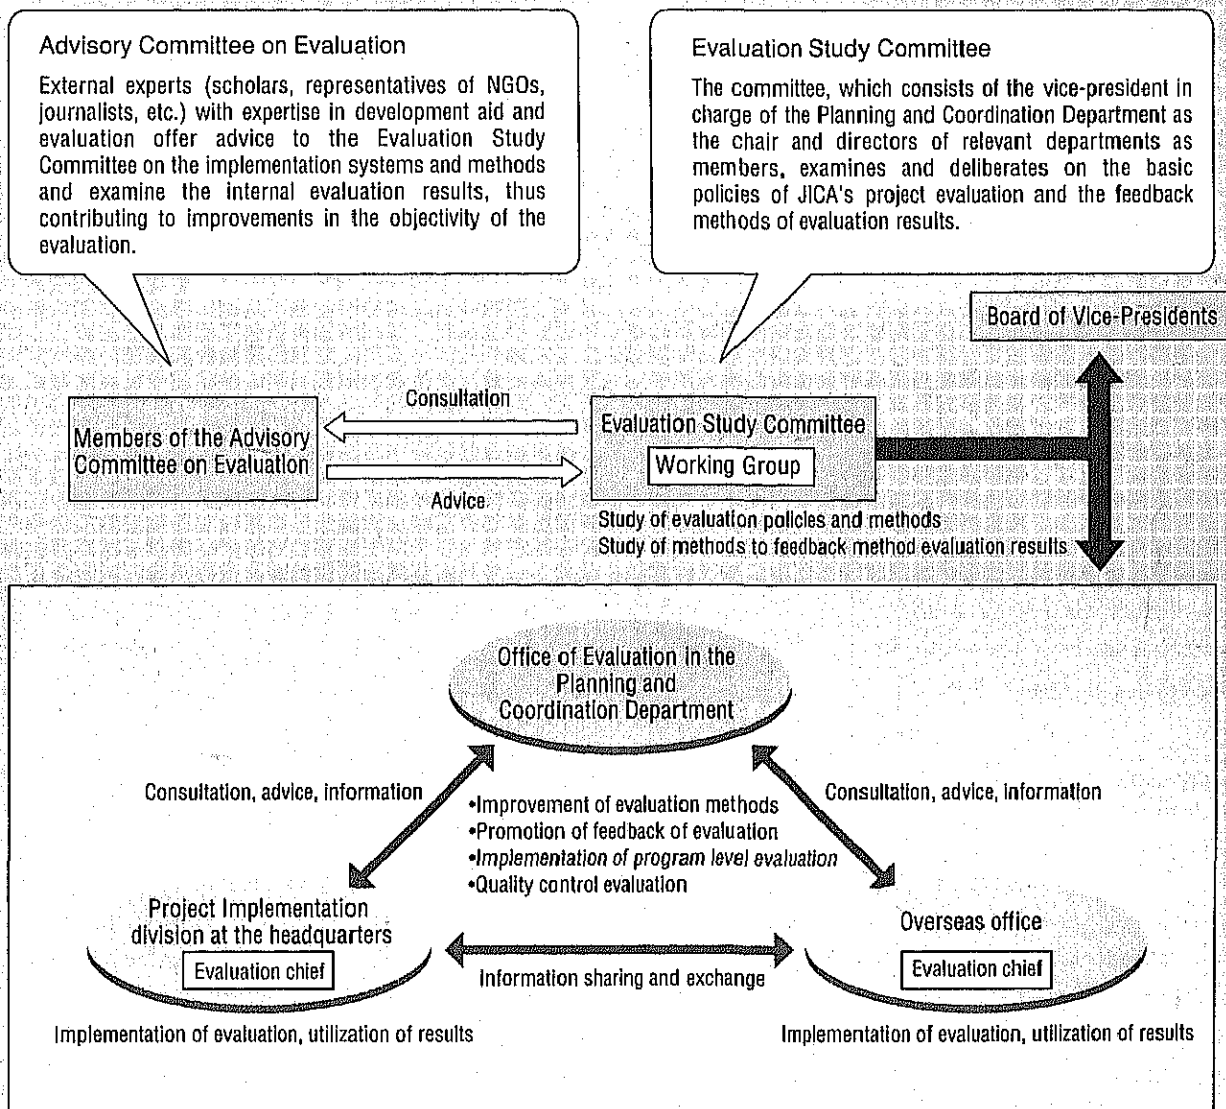 Advisory Committee on Evaluation
External experts (scholars, representatives of NGOs,
journalists, etc.) with expertise in development aid and
evaluation offer advice to the Evaluation Study
Committee on the implementation systems and methods
and examine the internal evaluation results, thus
contributing to improvements in the objectivity of the
evaluation.
Evaluation Study Committee
The committee, which consists of the vice-president in
charge of the Planning and Coordination Department as
the chair and directors of relevant departments as
members, examines and deliberates on the basic
policies of JICA's project evaluation and the feedback
methods of evaluation results.
Board of Vice-Presidents
Members of the Advisory
Committee on Evaluation
Consultation
Advice
Evaluation Study Committee
Working Group
Study of evaluation policies and methods
Study of methods to feedback method evaluation results
Office of Evaluation in the
Planning and
Coordination Department
Consultation, advice, information
•Improvement of evaluation methods
•Promotion of feedback of evaluation
•Implementation of program level evaluation
•Quality control evaluation
Consultation, advice, information
Project Implementation
division at the headquarters
Evaluation chief
Information sharing and exchange
Overseas office
Evaluation chief
Implementation of evaluation, utilization of results
Implementation of evaluation, utilization of results